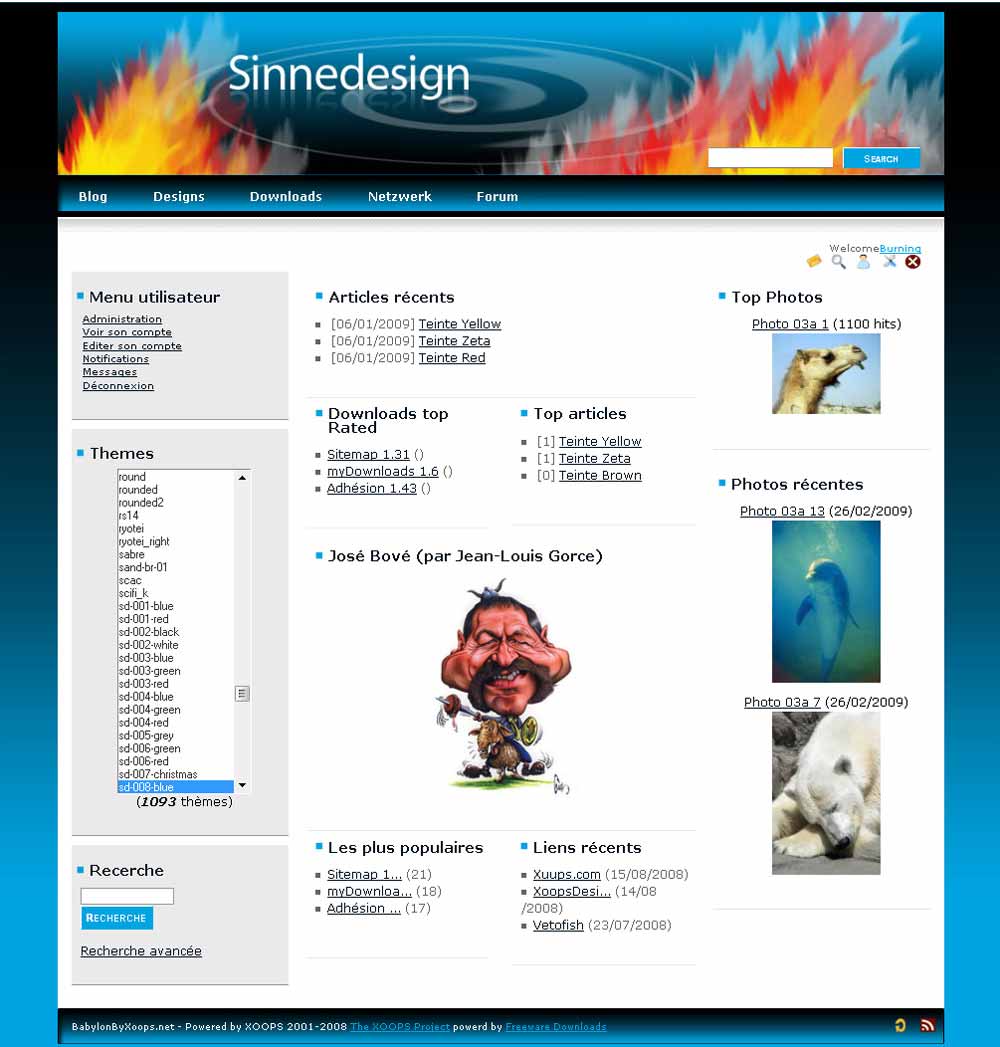 Sinnedesign
SEARCH
Blog
Designs
Downloads
Netzwerk
Forum
WelcomeBurning
Menu utilisateur
Administration
Voir son compte
Editer son compte
Notifications
Messages
Déconnexion
Themes
round
rounded
rounded2
rs14
ryotei
ryotei_right
sabre
sand-br-01
scac
scifi_k
sd-001-blue
sd-001-red
sd-002-black
sd-002-white
sd-003-blue
sd-003-green
sd-003-red
sd-004-blue
sd-004-green
sd-004-red
sd-005-grey
sd-006-green
sd-006-red
sd-007-christmas
sd-008-blue
(1093 thèmes)
Recerche
RECHERCHE
Recherche avancée
Articles récents
[06/01/2009] Teinte Yellow
[06/01/2009] Teinte Zeta
[06/01/2009] Teinte Red
Downloads top
Rated
Sitemap 1.31 ()
myDownloads 1.6 ()
Adhésion 1.43 ()
Top articles
[1] Teinte Yellow
[1] Teinte Zeta
[0] Teinte Brown
José Bové (par Jean-Louis Gorce)
Les plus populaires
Sitemap 1... (21)
myDownloa... (18)
Adhésion ... (17)
Liens récents
Xuups.com (15/08/2008)
XoopsDesi... (14/08
/2008)
Vetofish (23/07/2008)
Top Photos
Photo 03a 1 (1100 hits)
Photos récentes
Photo 03a 13 (26/02/2009)
Photo 03a 7 (26/02/2009)
BabylonByXoops.net - Powered by XOOPS 2001-2008 The XOOPS Project powerd by Freeware Downloads